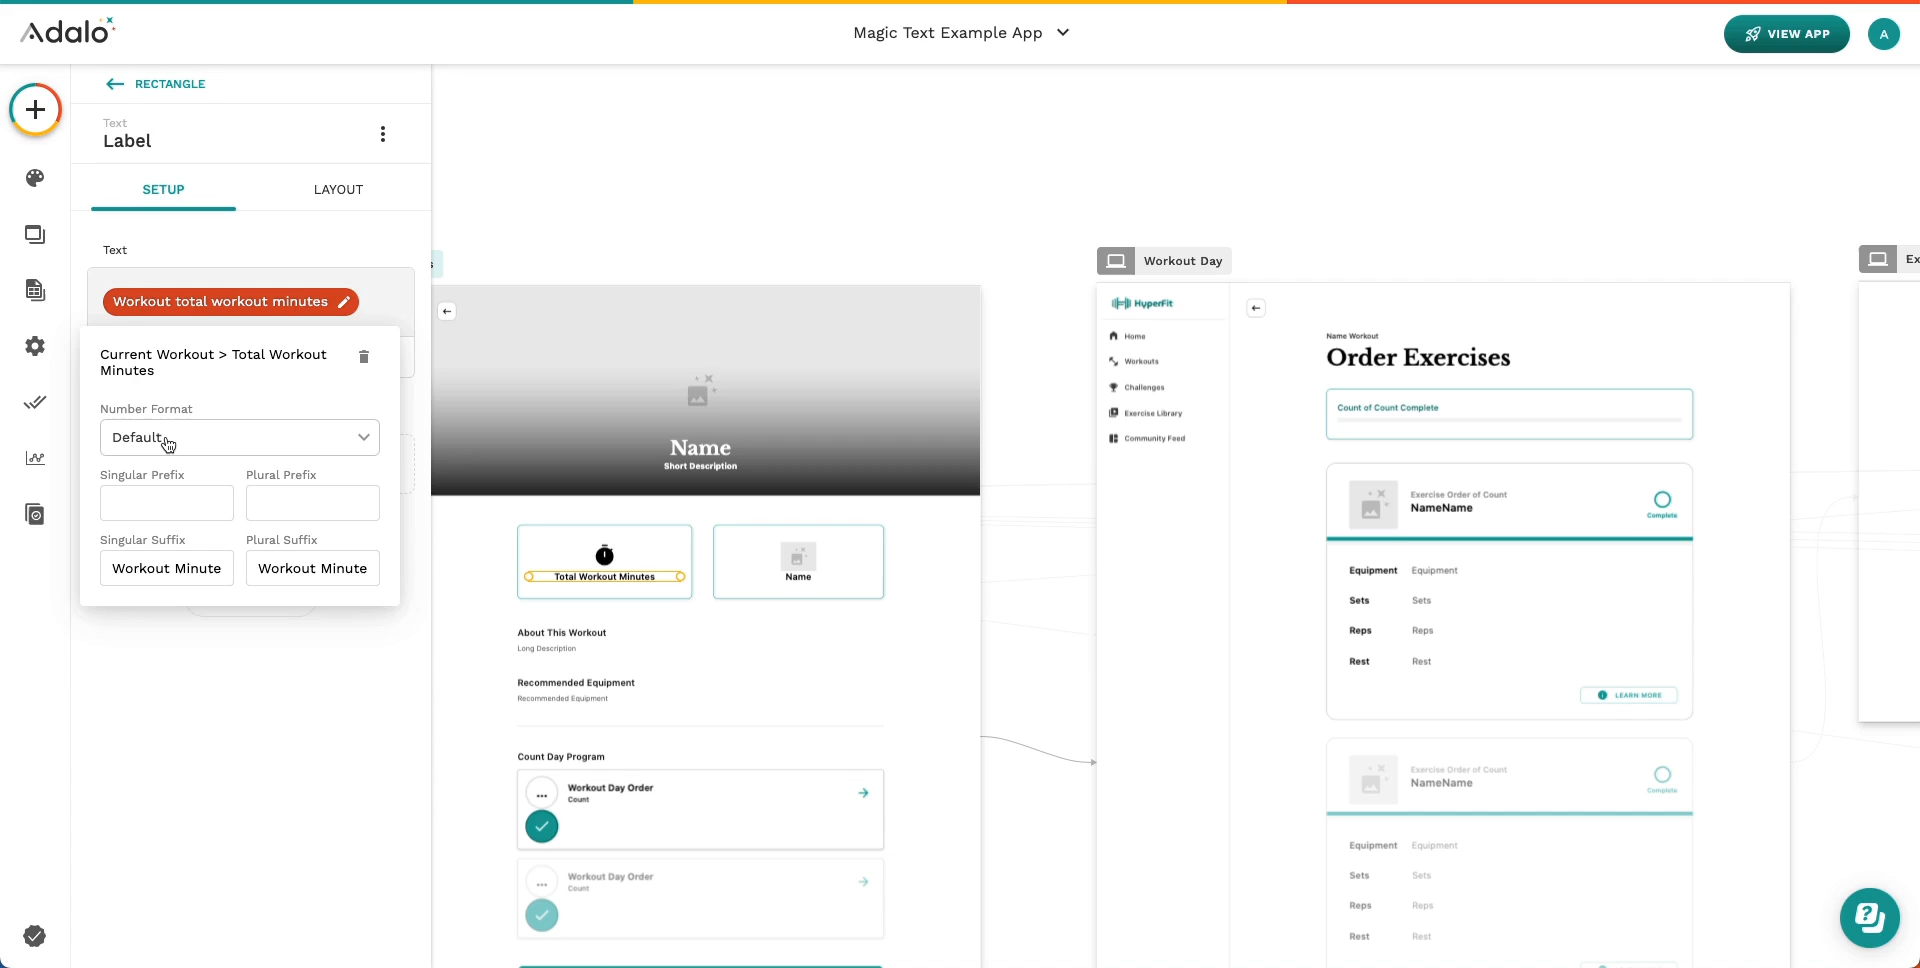 Adalo
Magic Text Example App
VIEW APP
A
RECTANGLE
Text
Label
SETUP
LAYOUT
Text
Workout total workout minutes
Current Workout > Total Workout
Minutes
Number Format
Default
Singular Prefix
Plural Prefix
Singular Suffix
Plural Suffix
Workout Minute
Workout Minute
s
Name
Short Description
Total Workout Minutes
Name
About This Workout
Long Description
Recommended Equipment
Recommended Equipment
Count Day Program
...
Workout Day Order
Count
...
Workout Day Order
Count
Workout Day
HyperFit
Home
Workouts
Challenges
Exercise Library
Community Feed
Name Workout
Order Exercises
Count of Count Complete
Exercise Order of Count
NameName
Complete
Equipment Equipment
Sets Sets
Reps Reps
Rest Rest
LEARN MORE
Exercise Order of Count
NameName
Complete
Equipment Equipment
Sets Sets
Reps Reps
Rest Rest
Ex